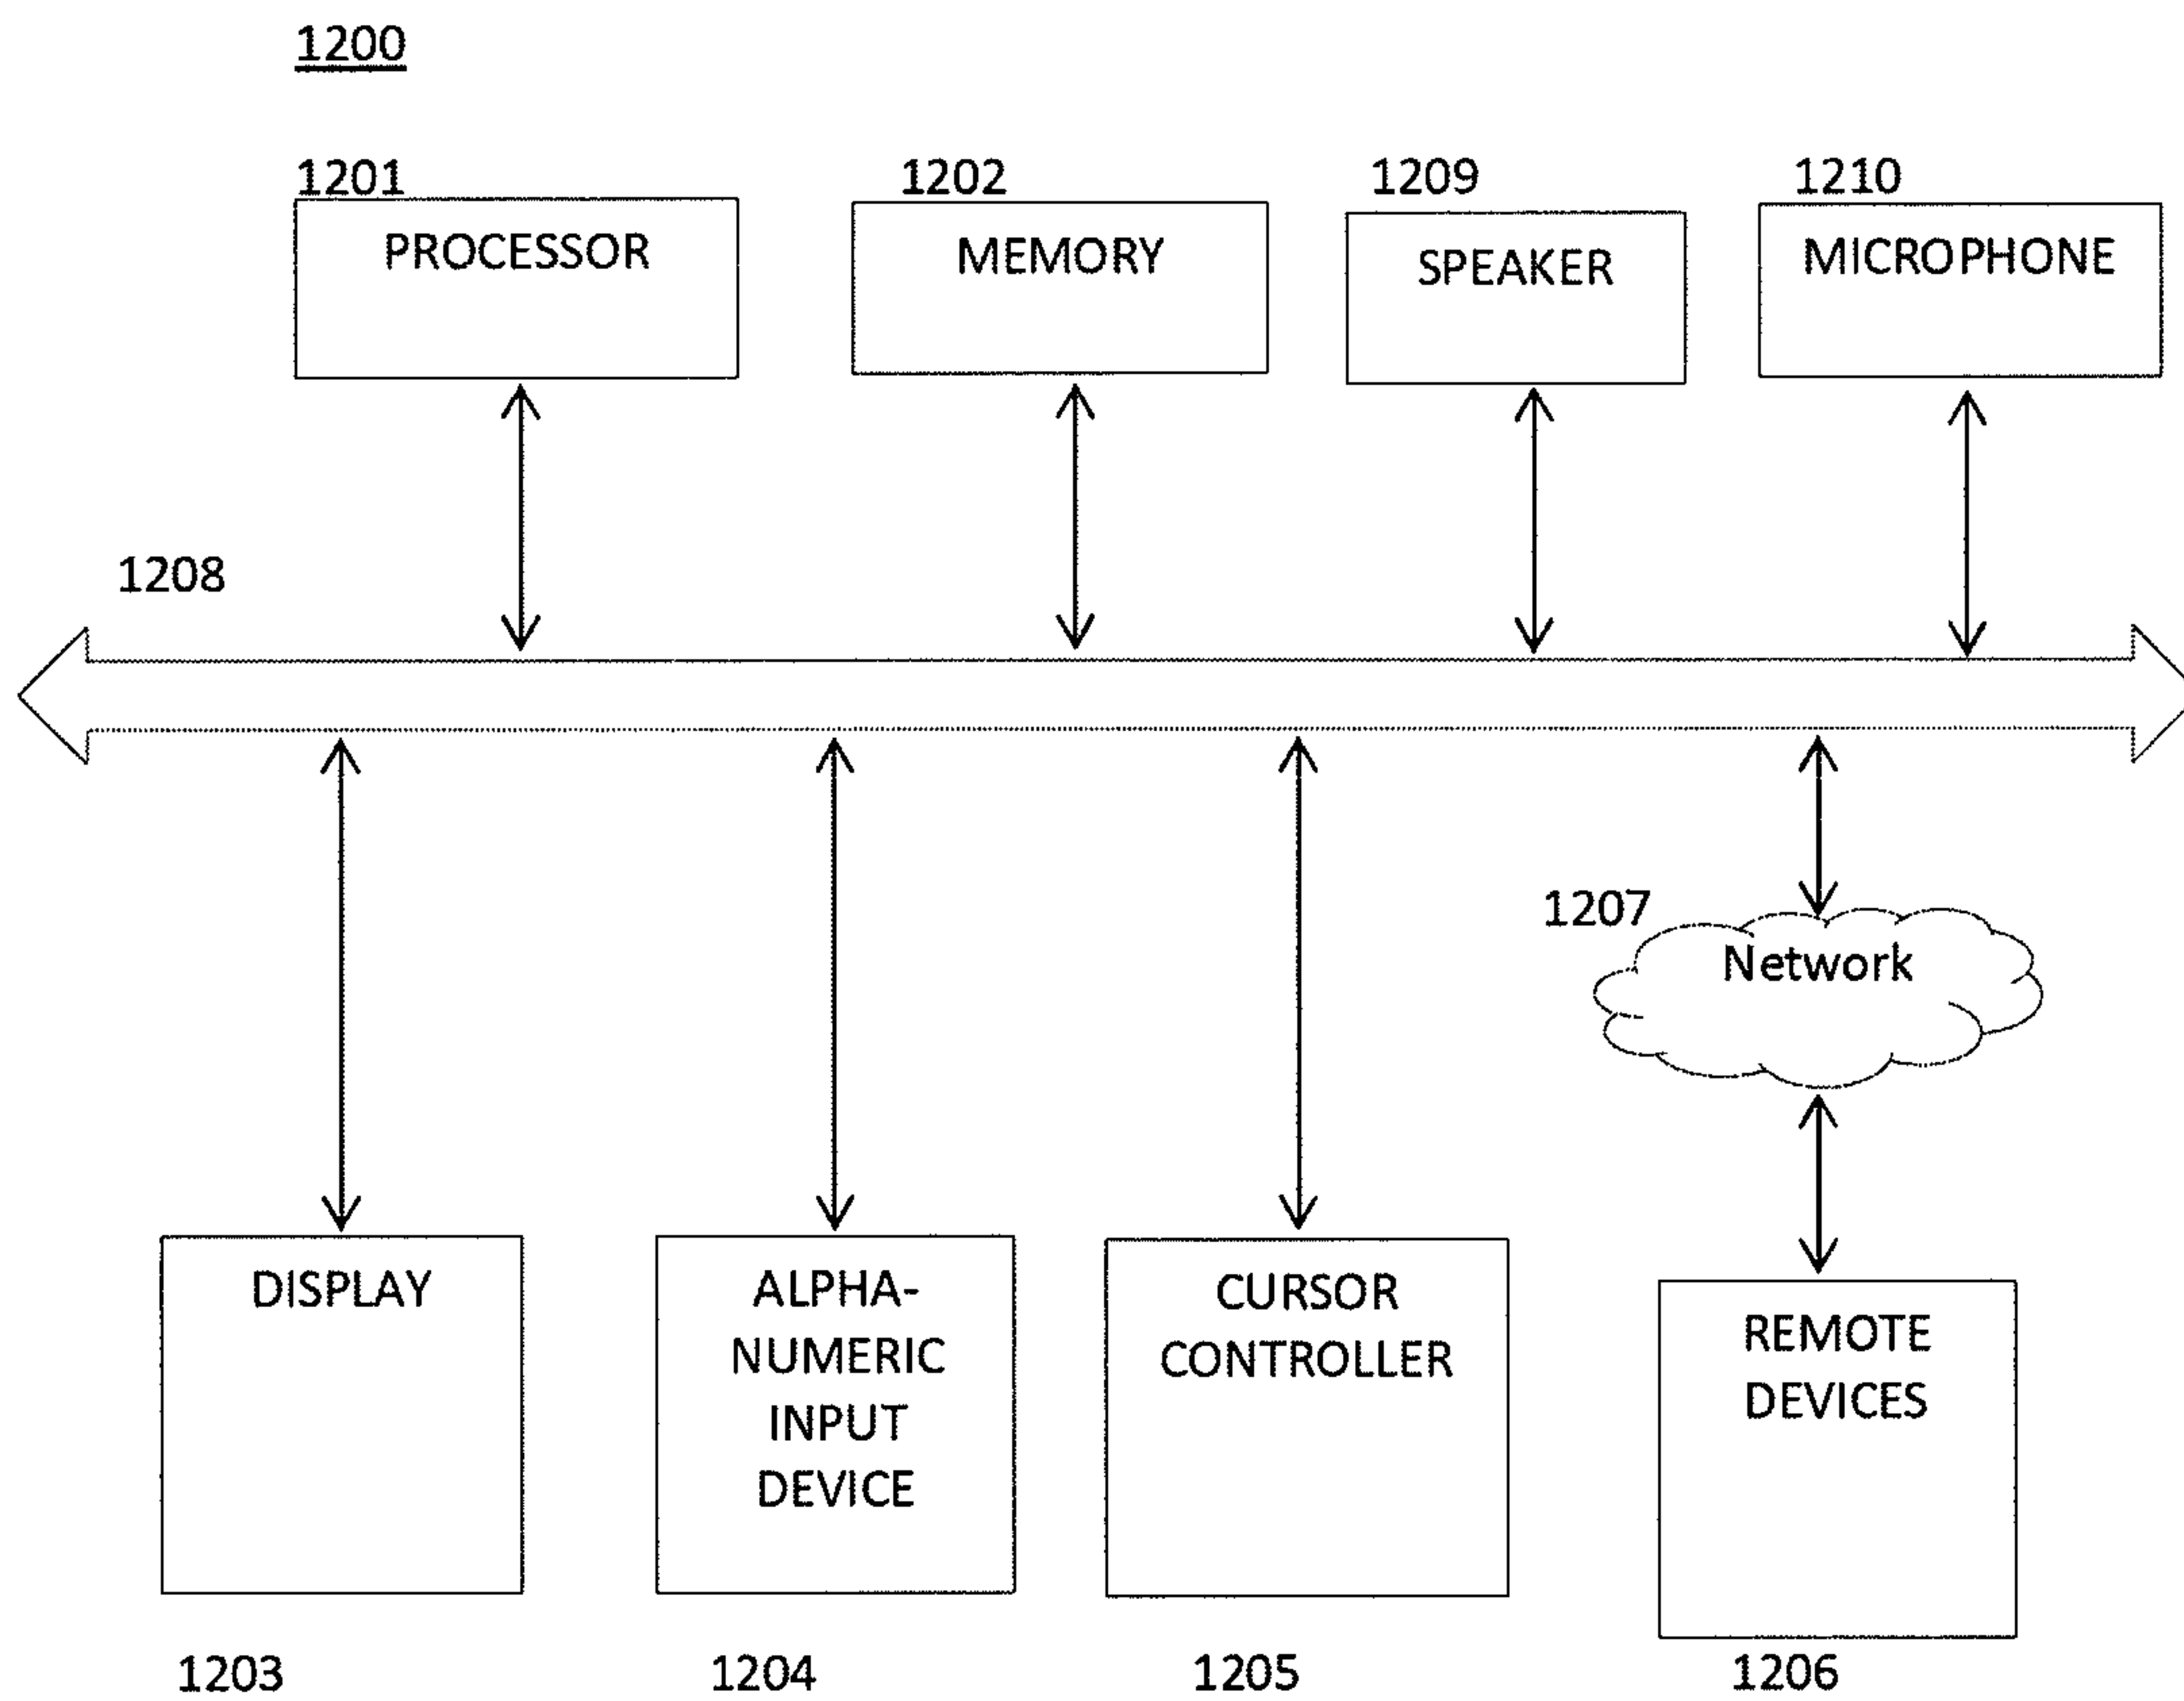 1200
1201
PROCESSOR
1202
MEMORY
1209
SPEAKER
1210
MICROPHONE
1208
1207
Network
DISPLAY
1203
ALPHA-
NUMERIC
INPUT
DEVICE
1204
CURSOR
CONTROLLER
1205
REMOTE
DEVICES
1206